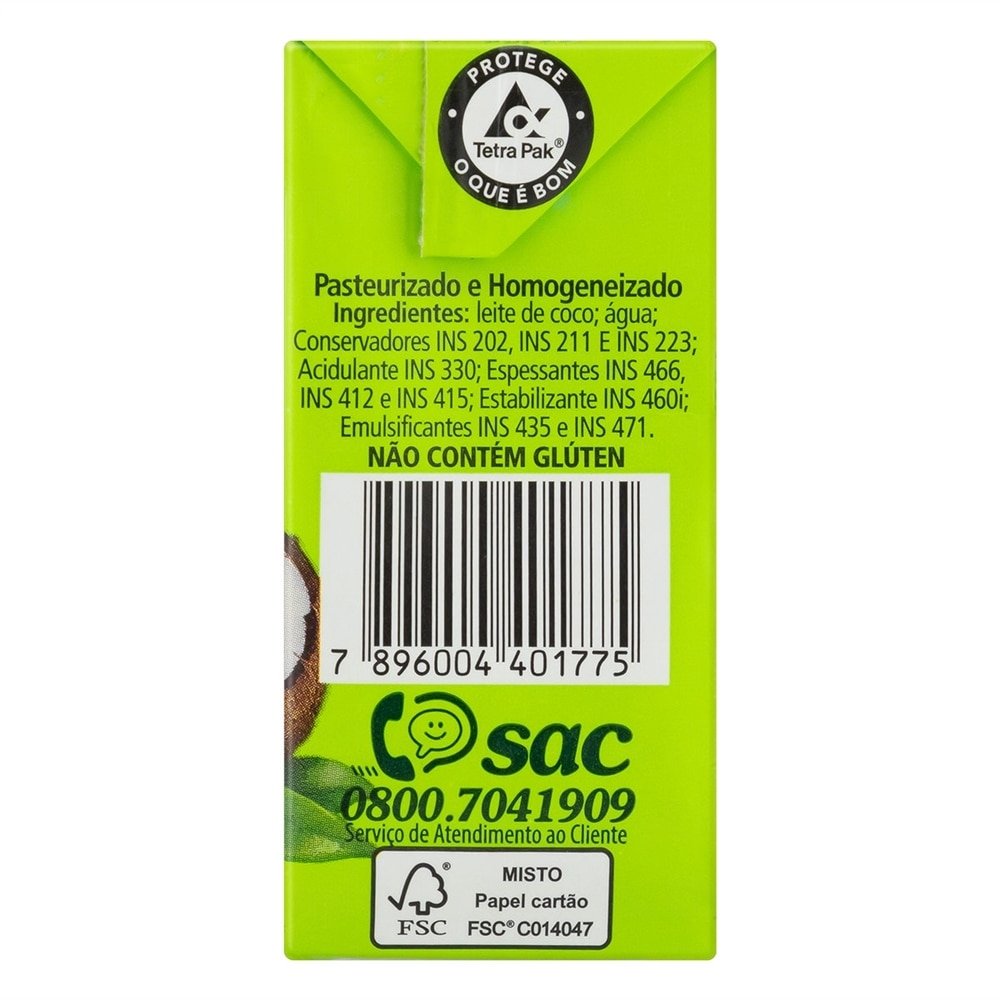 PROTEGE
Tetra Pak®
O QUE É BOM
Pasteurizado e Homogeneizado
Ingredientes: leite de coco; água;
Conservadores INS 202, INS 211 E INS 223;
Acidulante INS 330; Espessantes INS 466,
INS 412 e INS 415; Estabilizante INS 460i;
Emulsificantes INS 435 e INS 471.
NÃO CONTÉM GLÚTEN
7 896004 401775
sac
0800.7041909
Serviço de Atendimento ao Cliente
MISTO
Papel cartão
FSC® C014047
®
FSC